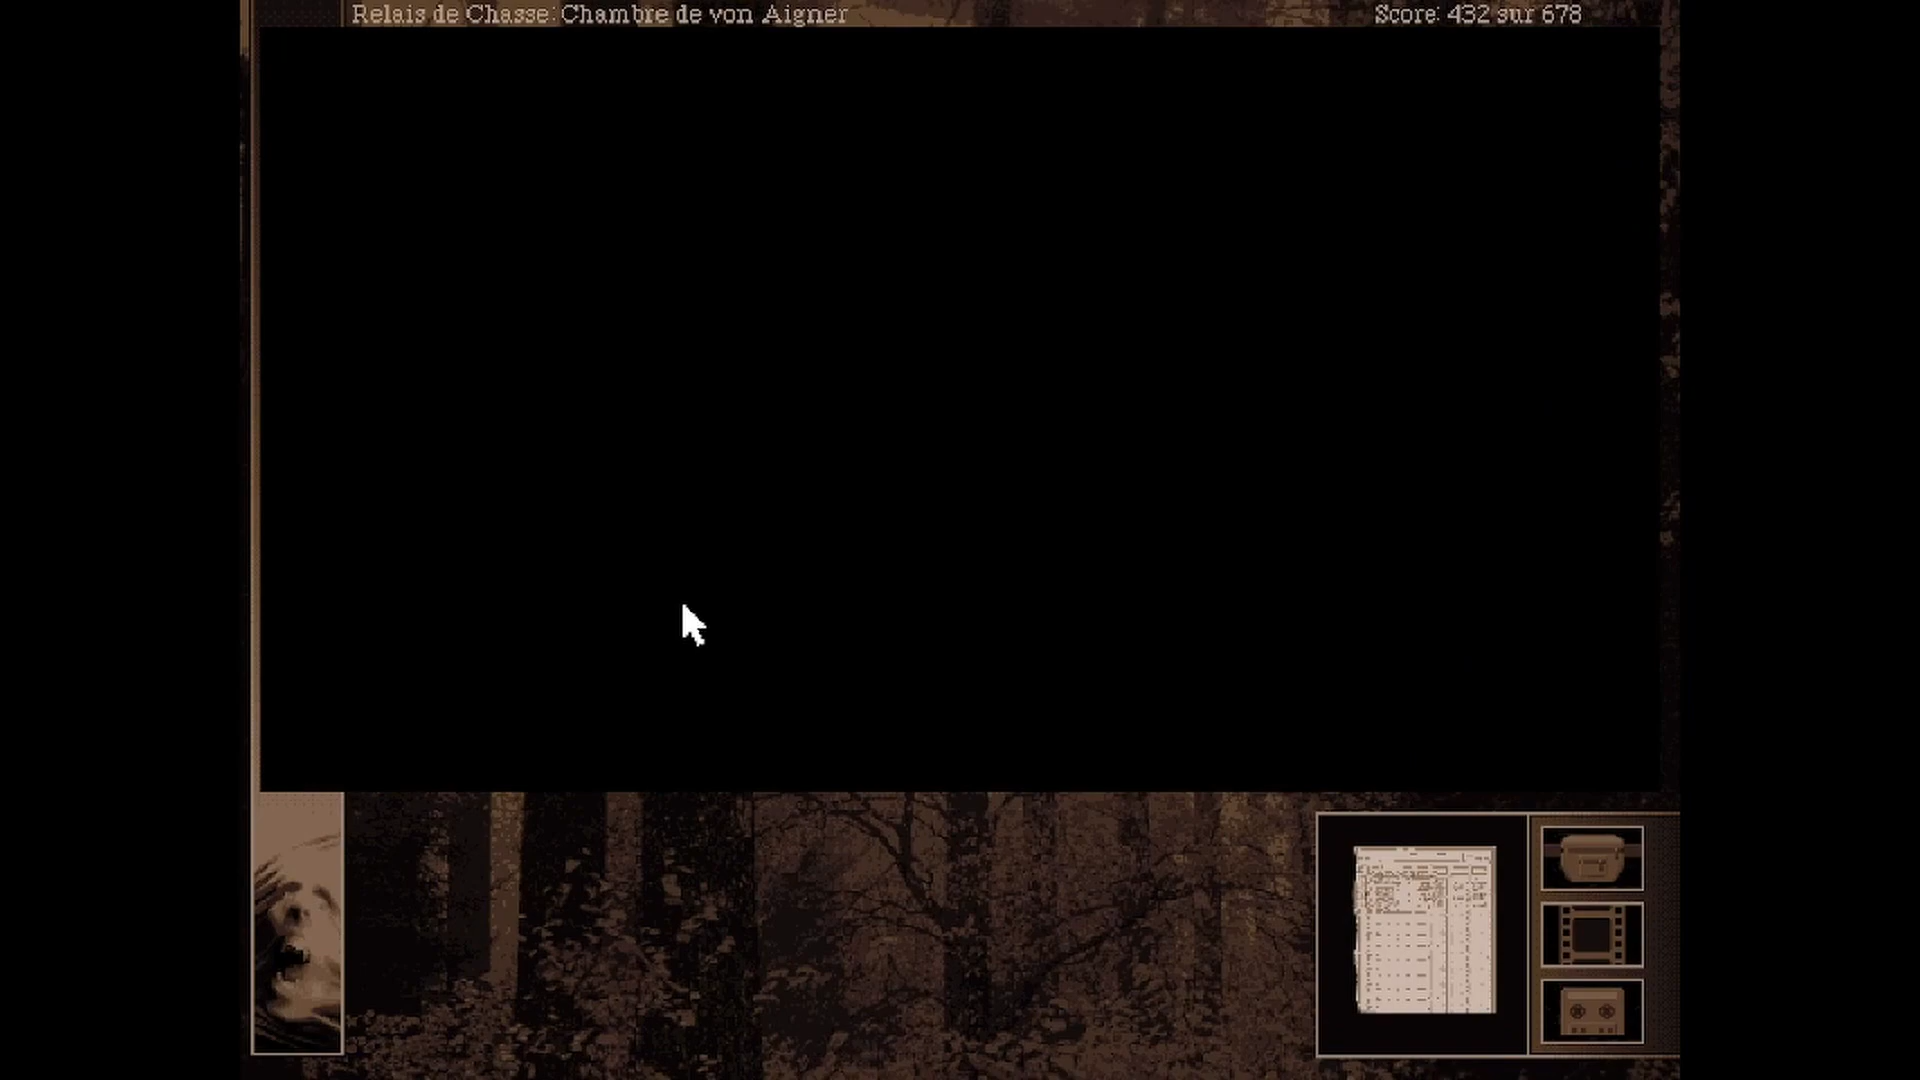 Relais de Chasse: Chambre de von Aigner
Score: 432 sur 678